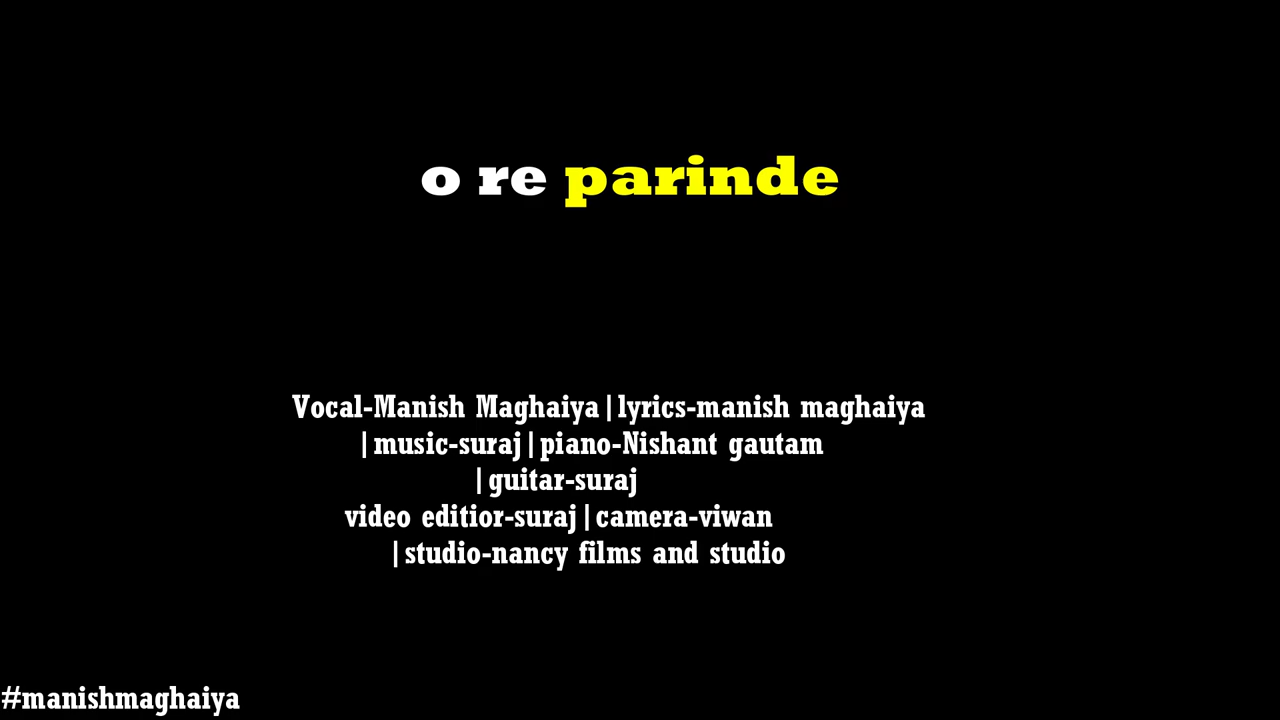 o re parinde
Vocal-Manish Maghaiya|lyrics-manish maghaiya
|music-suraj|piano-Nishant gautam
|guitar-suraj
video editior-suraj|camera-viwan
|studio-nancy films and studio
#manishmaghaiya